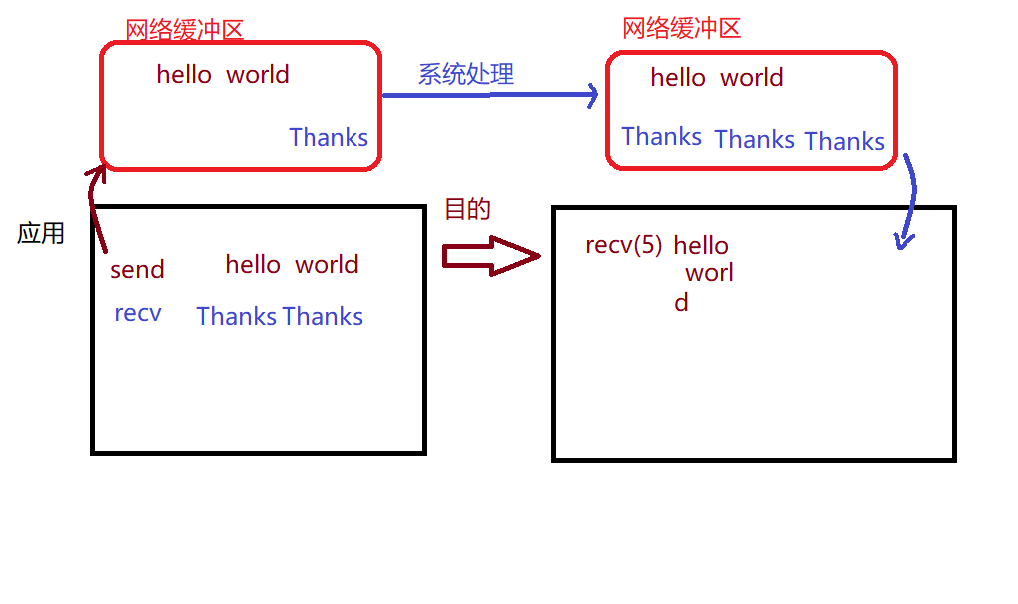 网络缓冲区
网络缓冲区
hello world
系统处理
hello world
Thanks
Thanks Thanks Thanks
应用
目的
send
hello world
recv(5) hello
worl
d
recv
Thanks Thanks